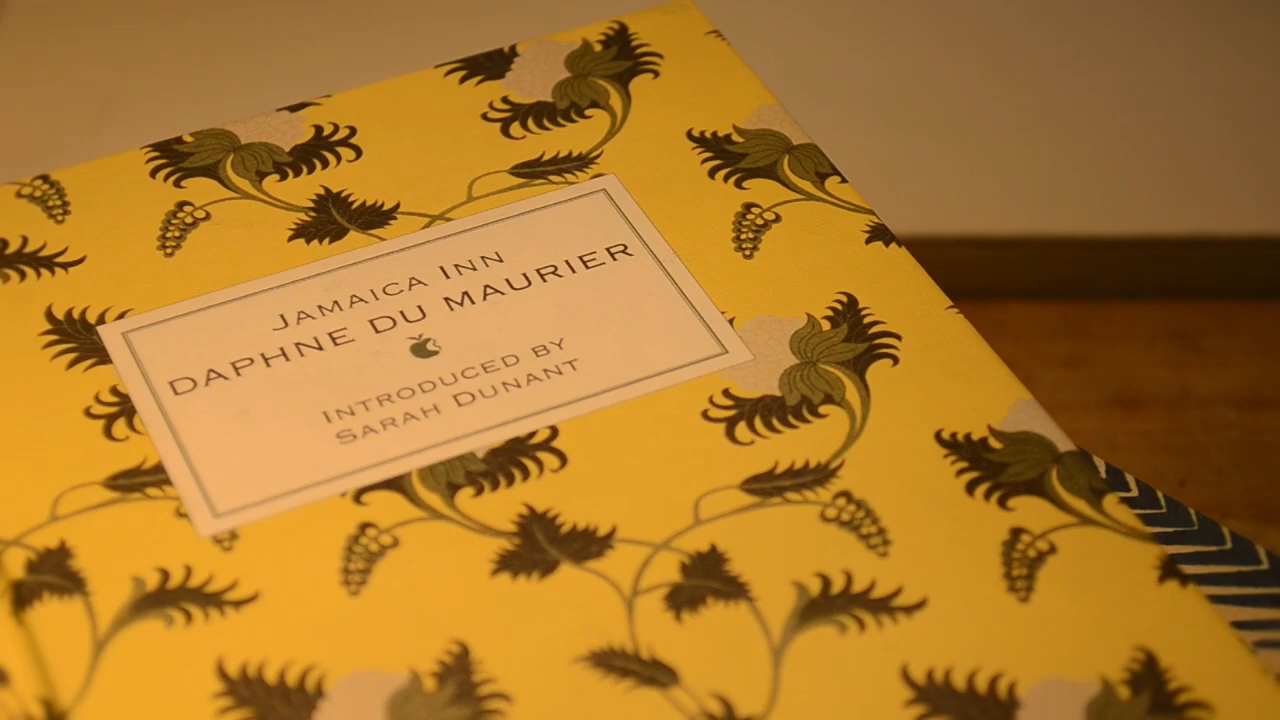 JAMAICA INN
DAPHNE DU MAURIER
INTRODUCED BY
SARAH DUNANT